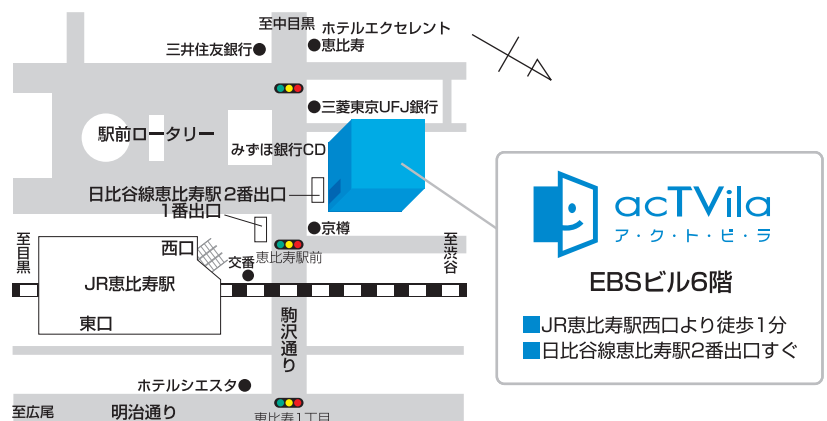 至中目黒
ホテルエクセレント
恵比寿
三井住友銀行
三菱東京UFJ銀行
駅前ロータリー
みずほ銀行CD
日比谷線恵比寿駅2番出口
1番出口
京樽
至目黒
西口
交番
恵比寿駅前
至渋谷
JR恵比寿駅
東口
駒沢通り
ホテルシエスタ
至広尾
明治通り
恵比寿1丁目
acTVila
ア・ク・ト・ビ・ラ
EBSビル6階
JR恵比寿駅西口より徒歩1分
日比谷線恵比寿駅2番出口すぐ